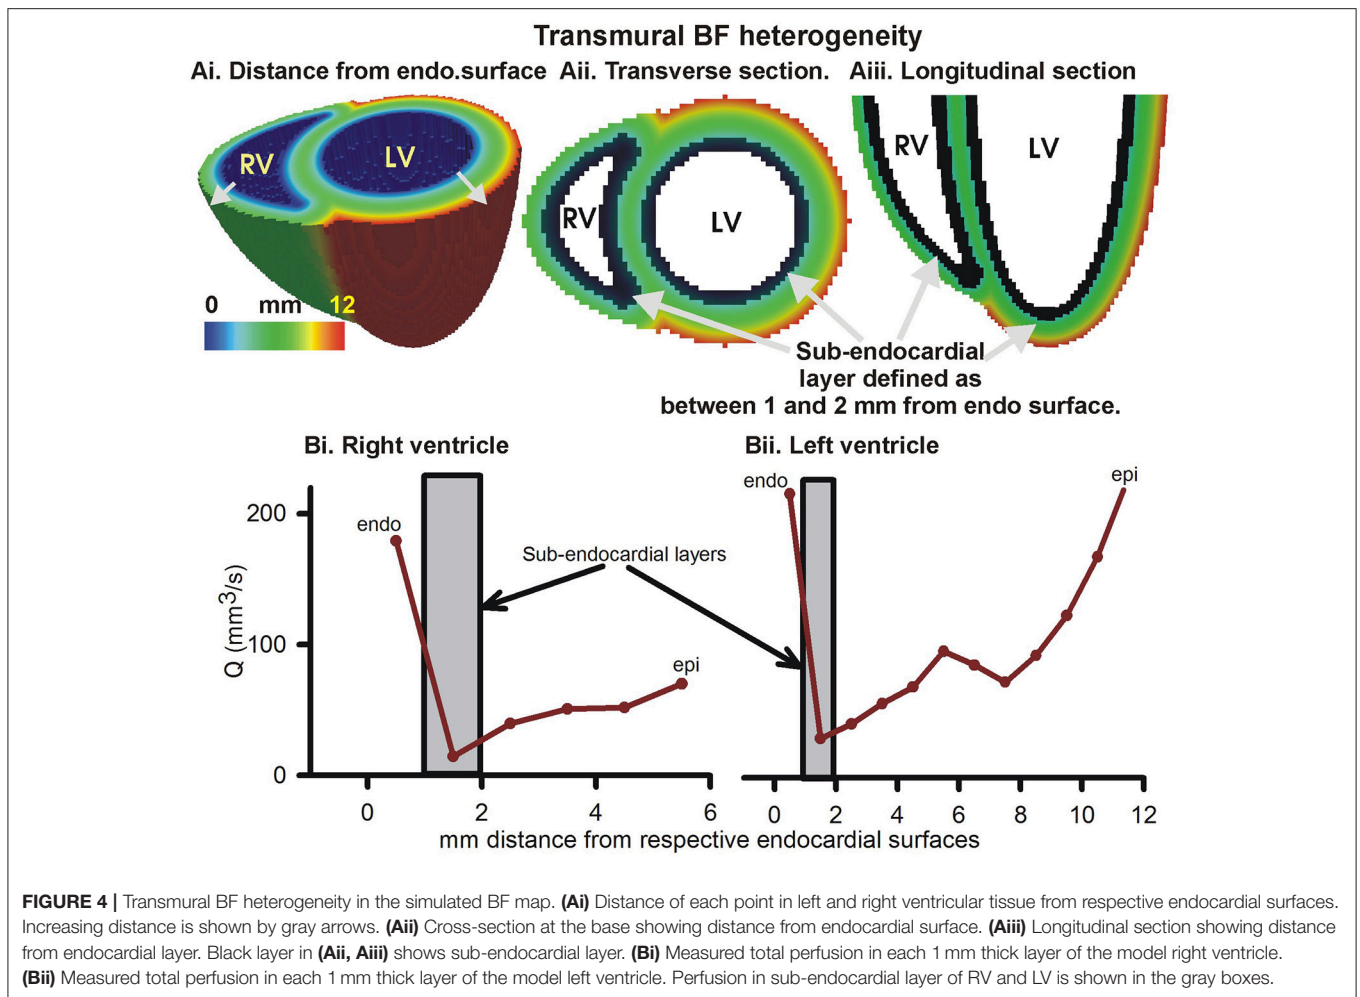 Transmural BF heterogeneity
Ai. Distance from endo.surface
Aii. Transverse section.
Aiii. Longitudinal section
RV
LV
0 mm 12
RV
LV
RV
LV
Sub-endocardial
layer defined as
between 1 and 2 mm from endo surface.
Bi. Right ventricle
Bii. Left ventricle
Q (mm³/s)
200
100
0
endo
epi
Sub-endocardial layers
endo
epi
0 2 4 6
0 2 4 6 8 10 12
mm distance from respective endocardial surfaces
FIGURE 4 | Transmural BF heterogeneity in the simulated BF map. (Ai) Distance of each point in left and right ventricular tissue from respective endocardial surfaces.
Increasing distance is shown by gray arrows. (Aii) Cross-section at the base showing distance from endocardial surface. (Aiii) Longitudinal section showing distance
from endocardial layer. Black layer in (Aii, Aiii) shows sub-endocardial layer. (Bi) Measured total perfusion in each 1 mm thick layer of the model right ventricle.
(Bii) Measured total perfusion in each 1 mm thick layer of the model left ventricle. Perfusion in sub-endocardial layer of RV and LV is shown in the gray boxes.